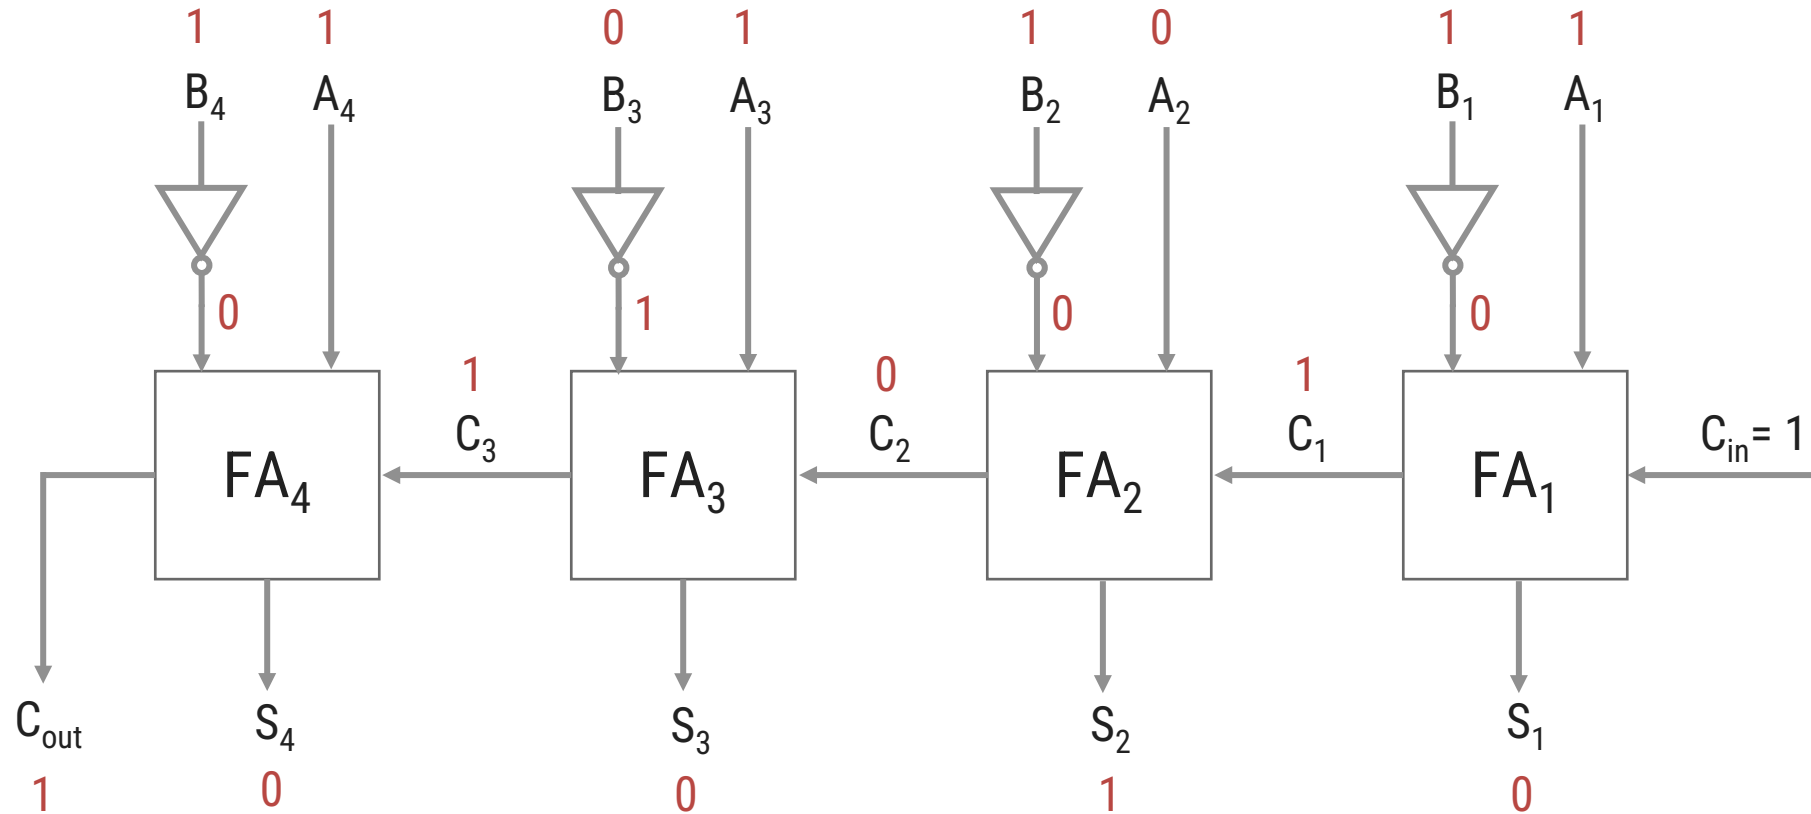 1 1 0 1 1 0 1 1
B4 A4 B3 A3 B2 A2 B1 A1
0 1 0 0
1 0 1
C3 C2 C1 Cin= 1
FA4 FA3 FA2 FA1
Cout S4 S3 S2 S1
1 0 0 1 0